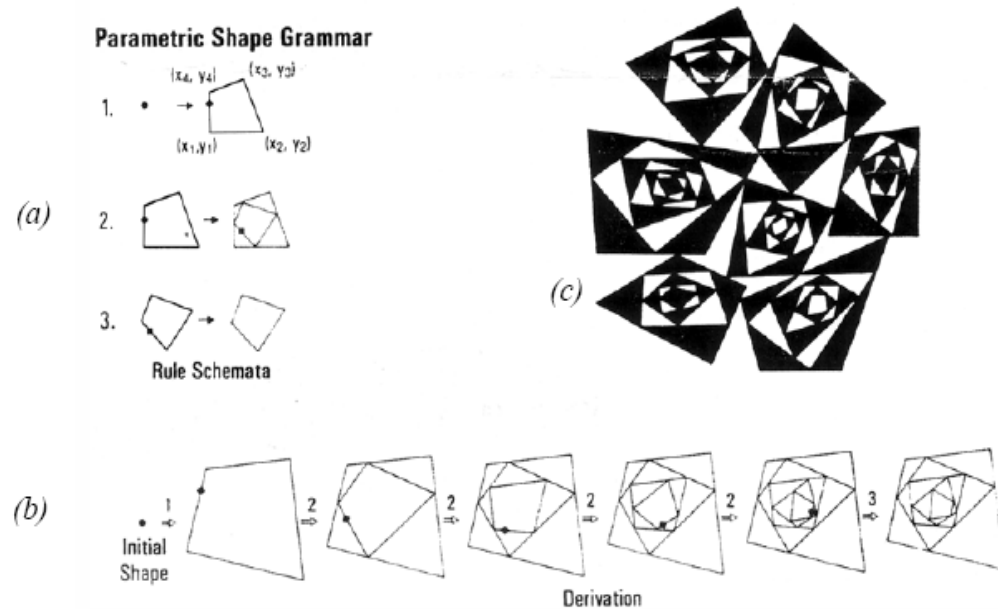 Parametric Shape Grammar
(x4, y4)
(x3, y3)
1.
(x1,y1)
(x2, y2)
(a)
2.
3.
Rule Schemata
(c)
(b)
1
2
2
2
2
3
Initial
Shape
Derivation